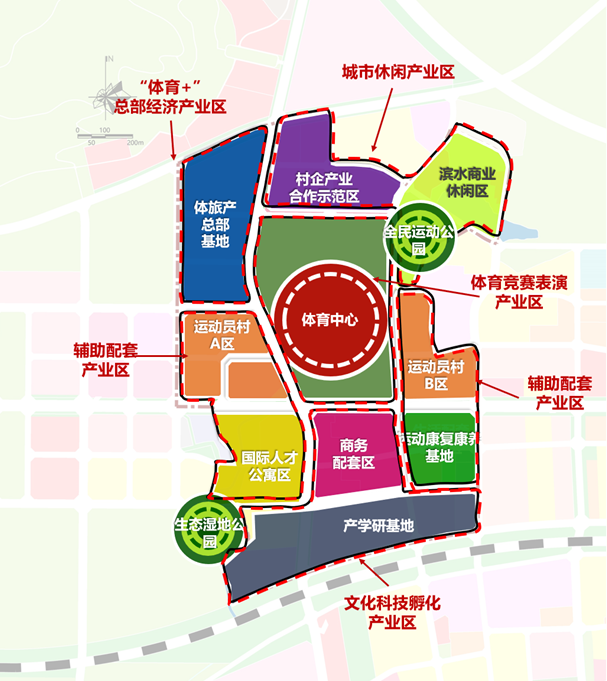 城市休闲产业区
“体育+”
总部经济产业区
N
0 100
50 200m
村企产业
合作示范区
滨水商业
休闲区
体旅产
总部
基地
全民运动公
园
体育竞赛表演
产业区
体育中心
运动员村
A区
辅助配套
产业区
运动员村
B区
辅助配套
产业区
国际人才
公寓区
商务
配套区
运动康复康养
基地
生态湿地公
园
产学研基地
文化科技孵化
产业区